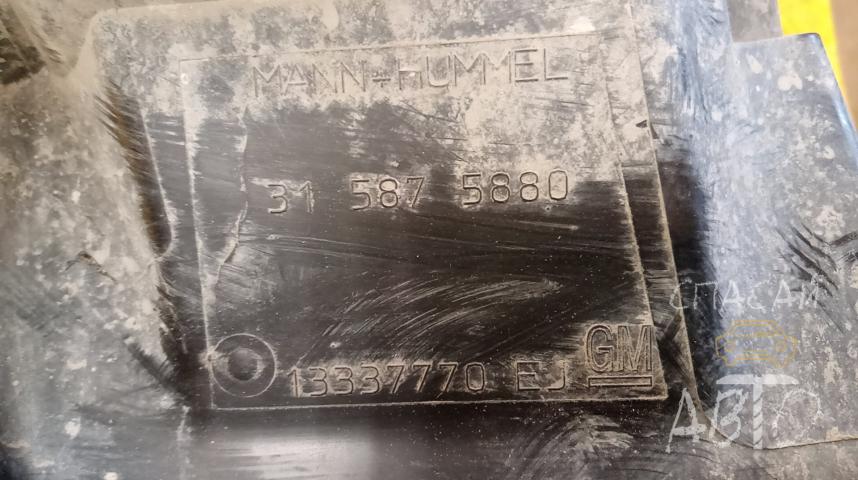 MANN+HUMMEL
31 587 5880
13337770 EJ GM
СПАСАЙ
АВТО